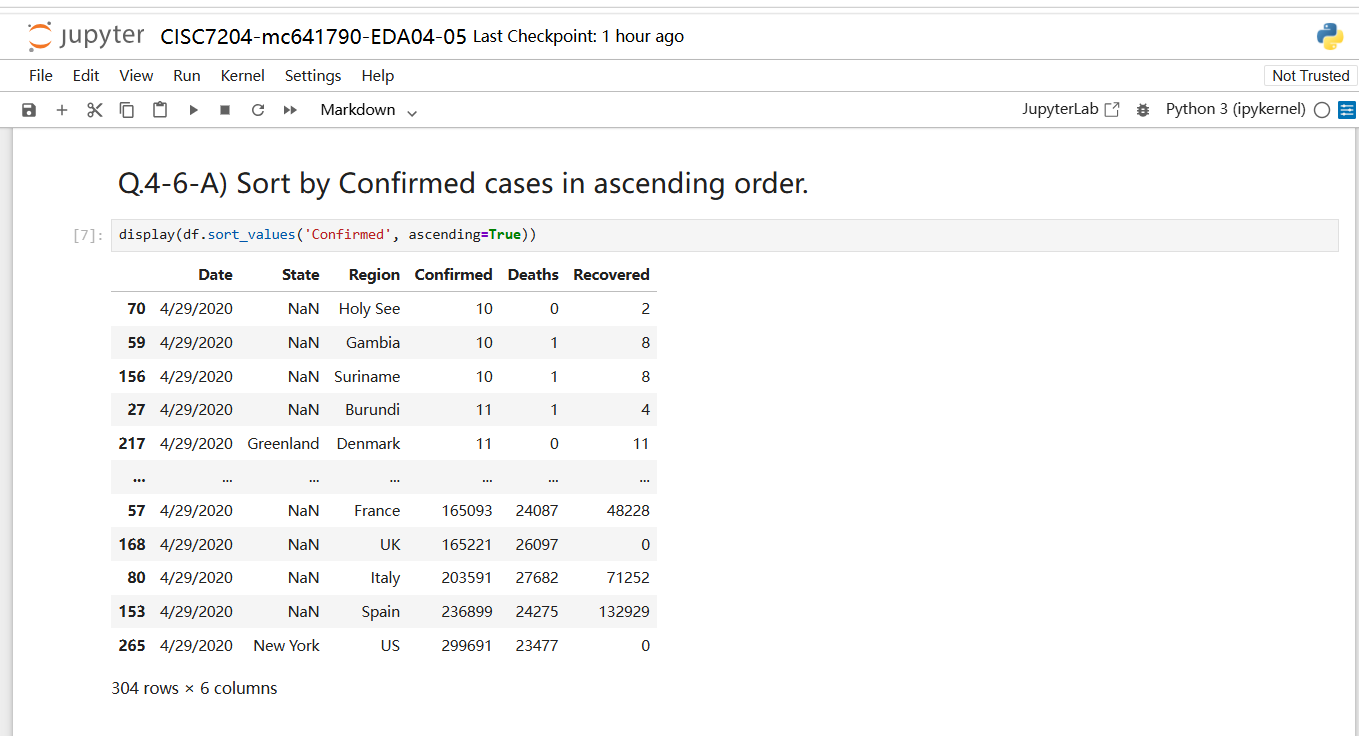 jupyter CISC7204-mc641790-EDA04-05 Last Checkpoint: 1 hour ago
File Edit View Run Kernel Settings Help Not Trusted
Markdown JupyterLab Python 3 (ipykernel)
Q.4-6-A) Sort by Confirmed cases in ascending order.
[7]: display(df.sort_values('Confirmed', ascending=True))
Date State Region Confirmed Deaths Recovered
70 4/29/2020 NaN Holy See 10 0 2
59 4/29/2020 NaN Gambia 10 1 8
156 4/29/2020 NaN Suriname 10 1 8
27 4/29/2020 NaN Burundi 11 1 4
217 4/29/2020 Greenland Denmark 11 0 11
... ... ... ... ... ... ...
57 4/29/2020 NaN France 165093 24087 48228
168 4/29/2020 NaN UK 165221 26097 0
80 4/29/2020 NaN Italy 203591 27682 71252
153 4/29/2020 NaN Spain 236899 24275 132929
265 4/29/2020 New York US 299691 23477 0
304 rows × 6 columns